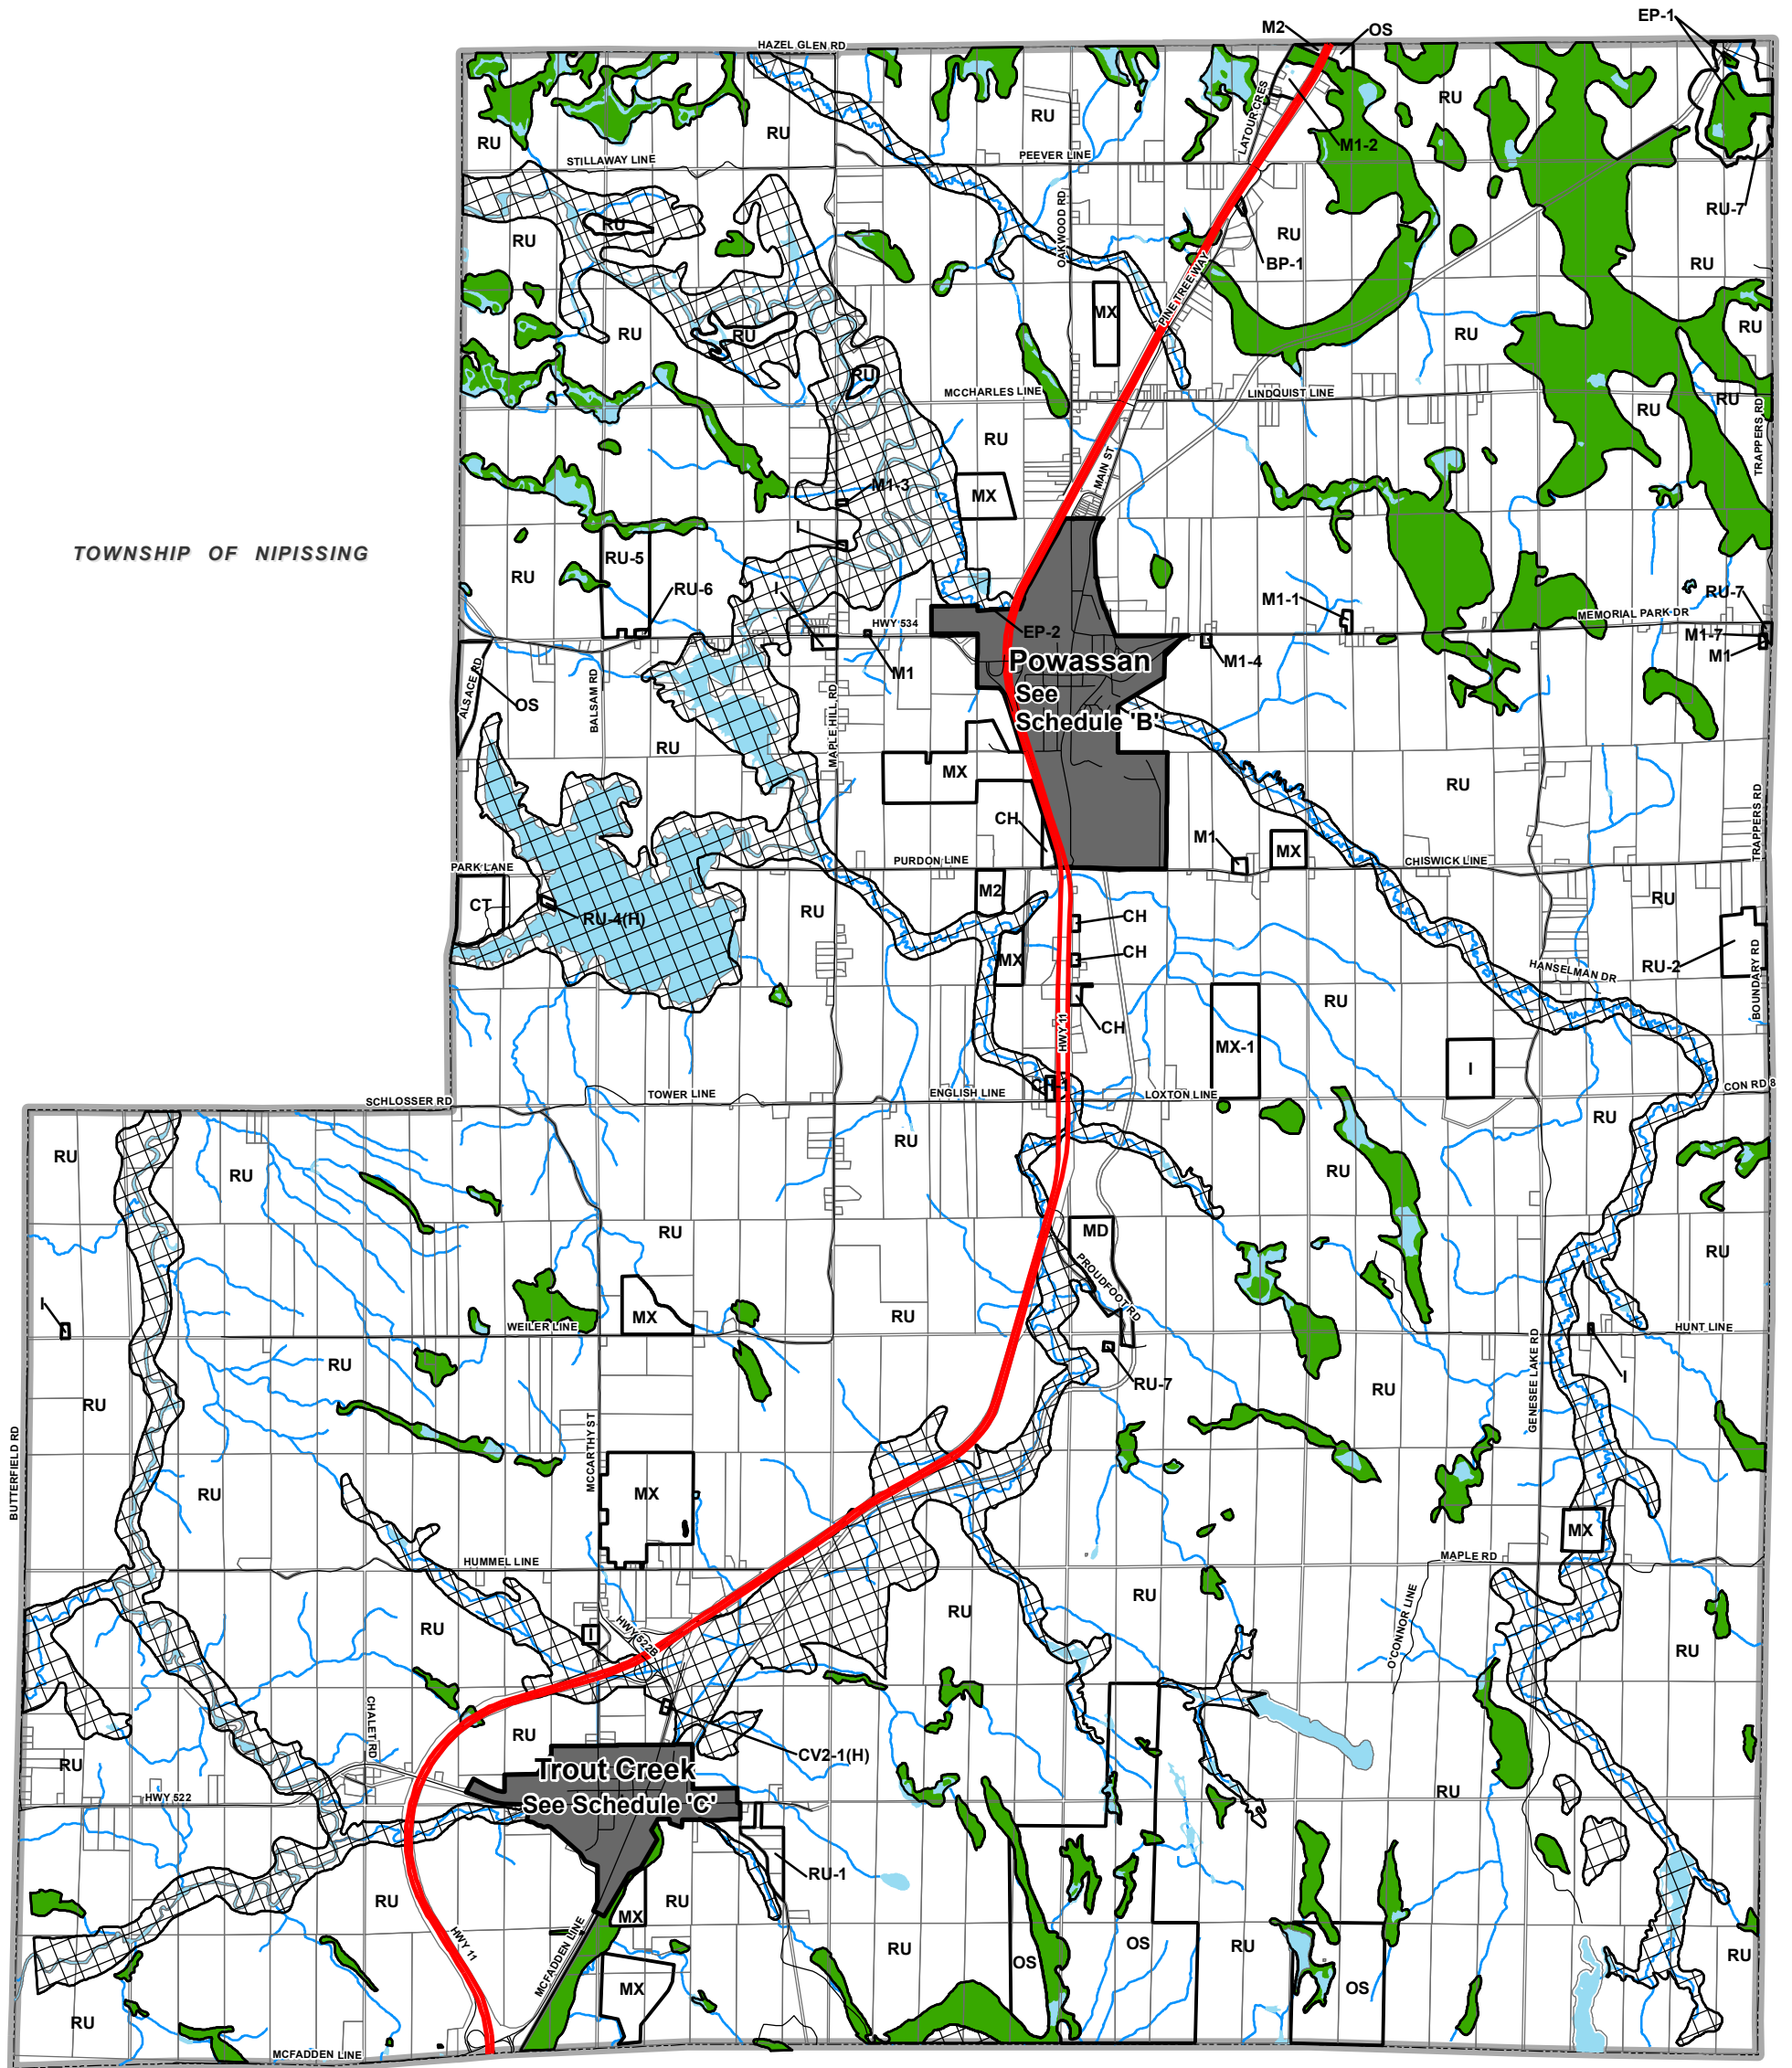 EP-1
M2
OS
HAZEL GLEN RD
LATOUR CRES
RU
RU
RU
RU
M1-2
STILLAWAY LINE
PEEVER LINE
OAKWOOD RD
RU-7
RU
RU
RU
BP-1
RU
PINE TREE WAY
MX
RU
RU
RU
RU
RU
MCCHARLES LINE
LINDQUIST LINE
RU
RU
TRAPPERS RD
RU
MAIN ST
M1-3
MX
I
TOWNSHIP OF NIPISSING
RU-5
RU
RU-6
I
M1-1
RU-7
MEMORIAL PARK DR
HWY 534
EP-2
M1-7
M1
Powassan
M1-4
M1
See
Schedule 'B'
ALSACE RD
OS
BALSAM RD
MAPLE HILL RD
RU
MX
RU
TRAPPERS RD
CH
M1
MX
PARK LANE
PURDON LINE
CHISWICK LINE
CT
RU-4(H)
RU
M2
CH
RU
CH
MX
RU-2
BOUNDARY RD
HANSELMAN DR
RU
CH
HWY 11
MX-1
I
CON RD 8
SCHLOSSER RD
TOWER LINE
ENGLISH LINE
LOXTON LINE
RU
RU
RU
RU
RU
RU
MD
RU
PROUDFOOT RD
I
MX
RU
WEILER LINE
HUNT LINE
GENESEE LAKE RD
RU
RU-7
RU
I
RU
MCCARTHY ST
BUTTERFIELD RD
RU
MX
MX
HUMMEL LINE
MAPLE RD
RU
RU
RU
I
HWY 522B
O'CONNOR LINE
RU
CHALET RD
RU
CV2-1(H)
RU
Trout Creek
See Schedule 'C'
HWY 522
RU
RU-1
RU
RU
MX
RU
OS
RU
RU
HWY 11
MCFADDEN LINE
OS
MX
OS
RU
MCFADDEN LINE